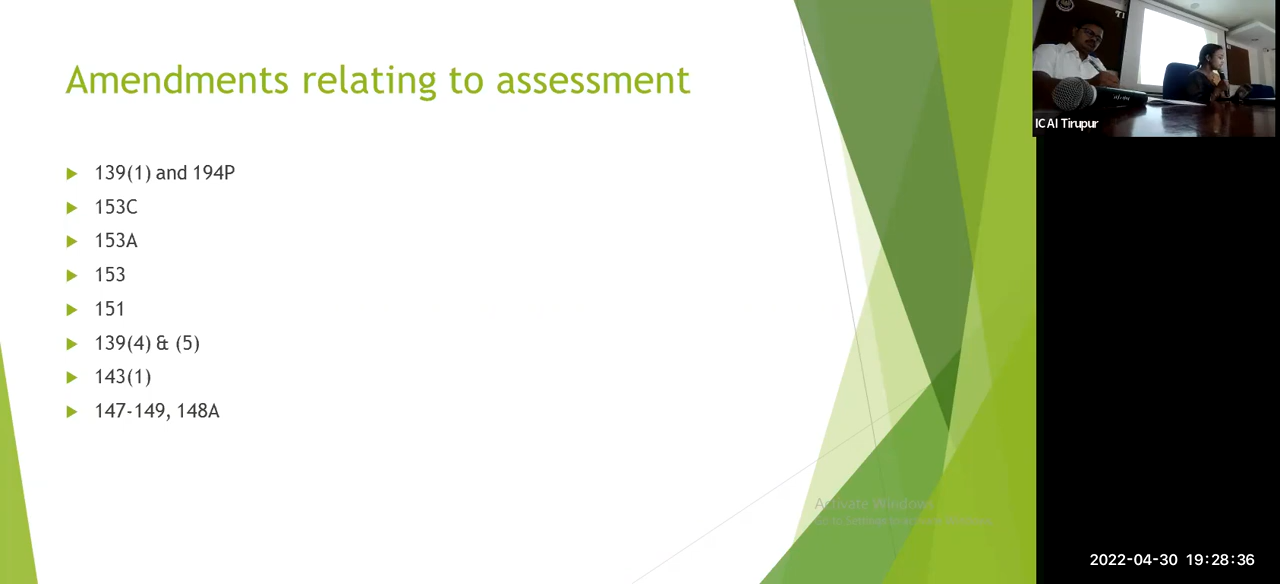 Amendments relating to assessment
139(1) and 194P
153C
153A
153
151
139(4) & (5)
143(1)
147-149, 148A
ICAI Tirupur
Activate Windows
2022-04-30 19:28:36